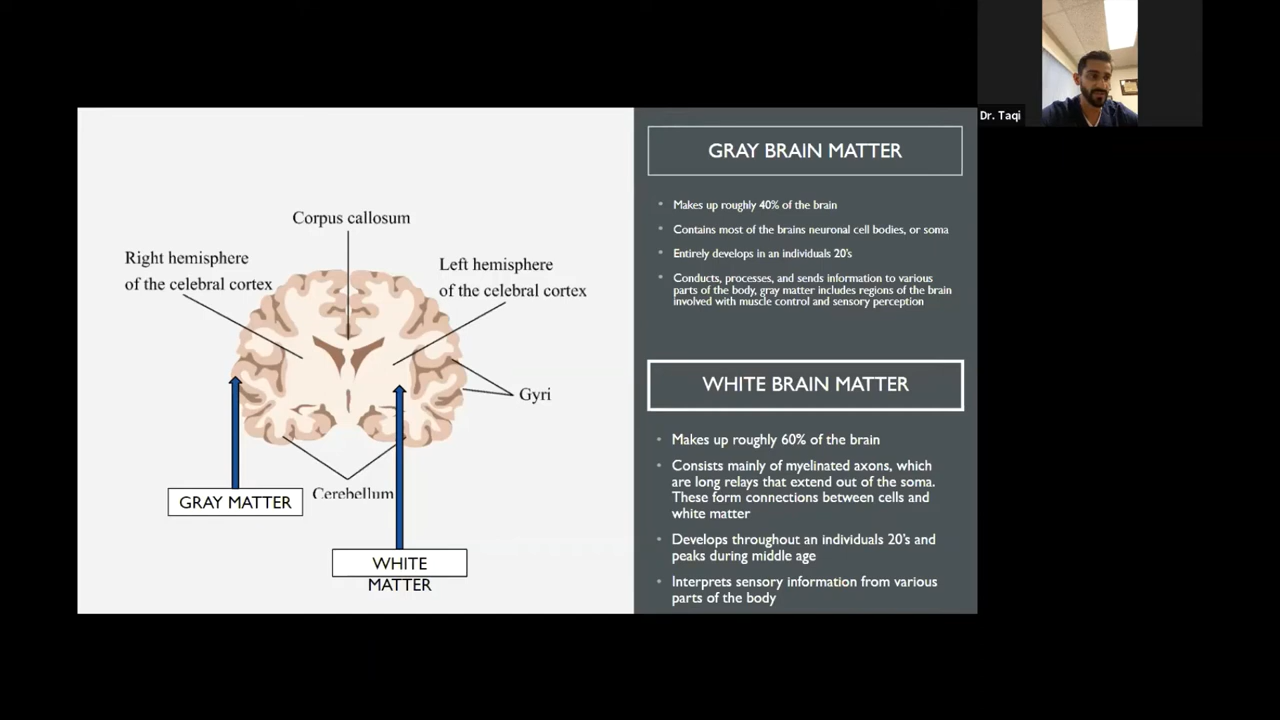 Dr. Taqi
Corpus callosum
Right hemisphere
of the celebral cortex
Left hemisphere
of the celebral cortex
Gyri
Cerebellum
GRAY MATTER
WHITE
MATTER
GRAY BRAIN MATTER
• Makes up roughly 40% of the brain
• Contains most of the brains neuronal cell bodies, or soma
• Entirely develops in an individuals 20's
• Conducts, processes, and sends information to various
parts of the body, gray matter includes regions of the brain
involved with muscle control and sensory perception
WHITE BRAIN MATTER
• Makes up roughly 60% of the brain
• Consists mainly of myelinated axons, which
are long relays that extend out of the soma.
These form connections between cells and
white matter
• Develops throughout an individuals 20's and
peaks during middle age
• Interprets sensory information from various
parts of the body